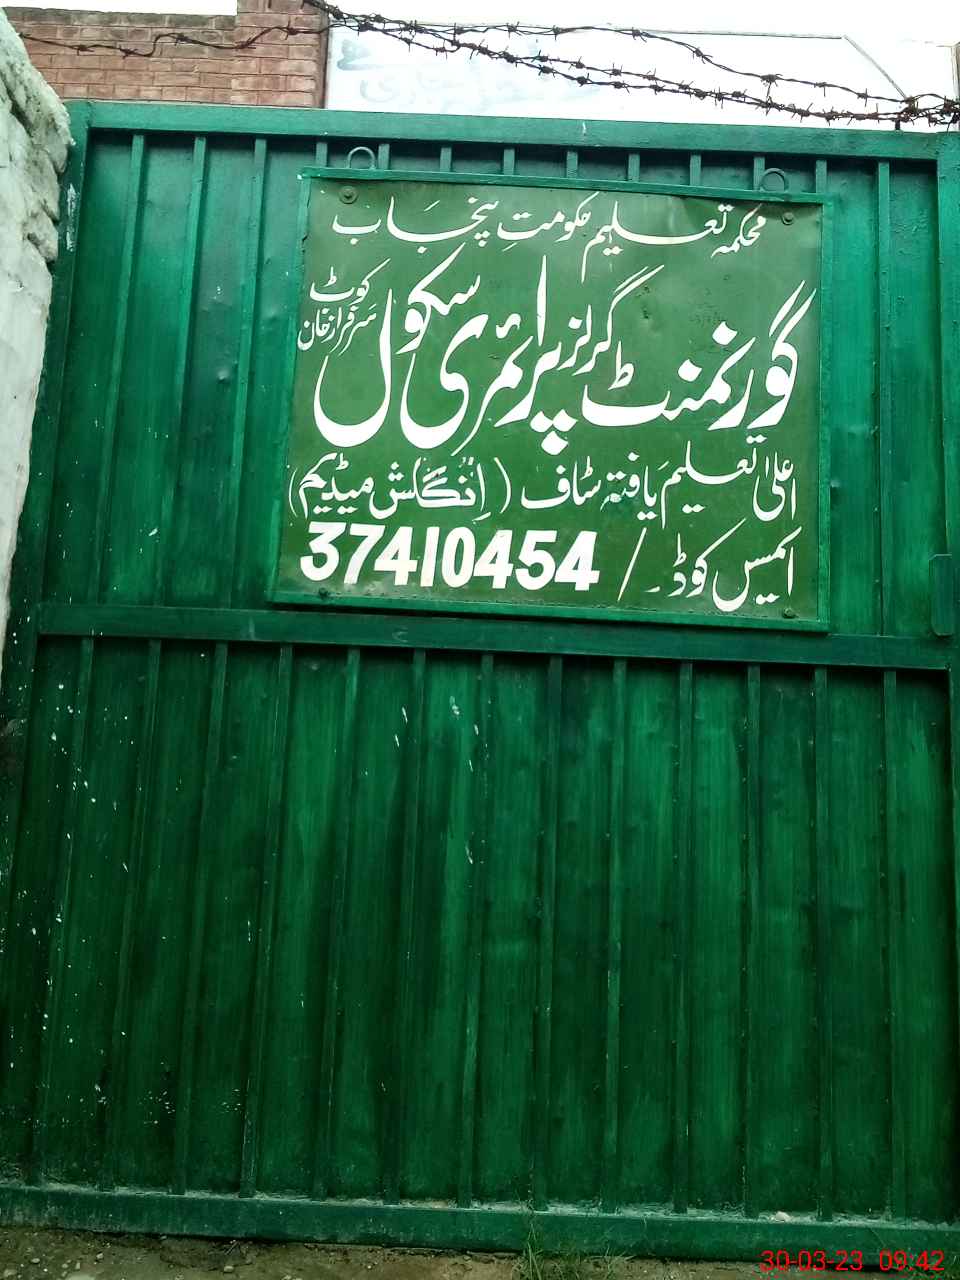 محکمہ تعلیم حکومتِ پنجاب
گورنمنٹ گرلز پرائمری سکول کوٹ سرفراز خان
اعلیٰ تعلیم یافتہ سٹاف (اِنگلش میڈیم)
ایمس کوڈ / 37410454
30-03-23 09:42